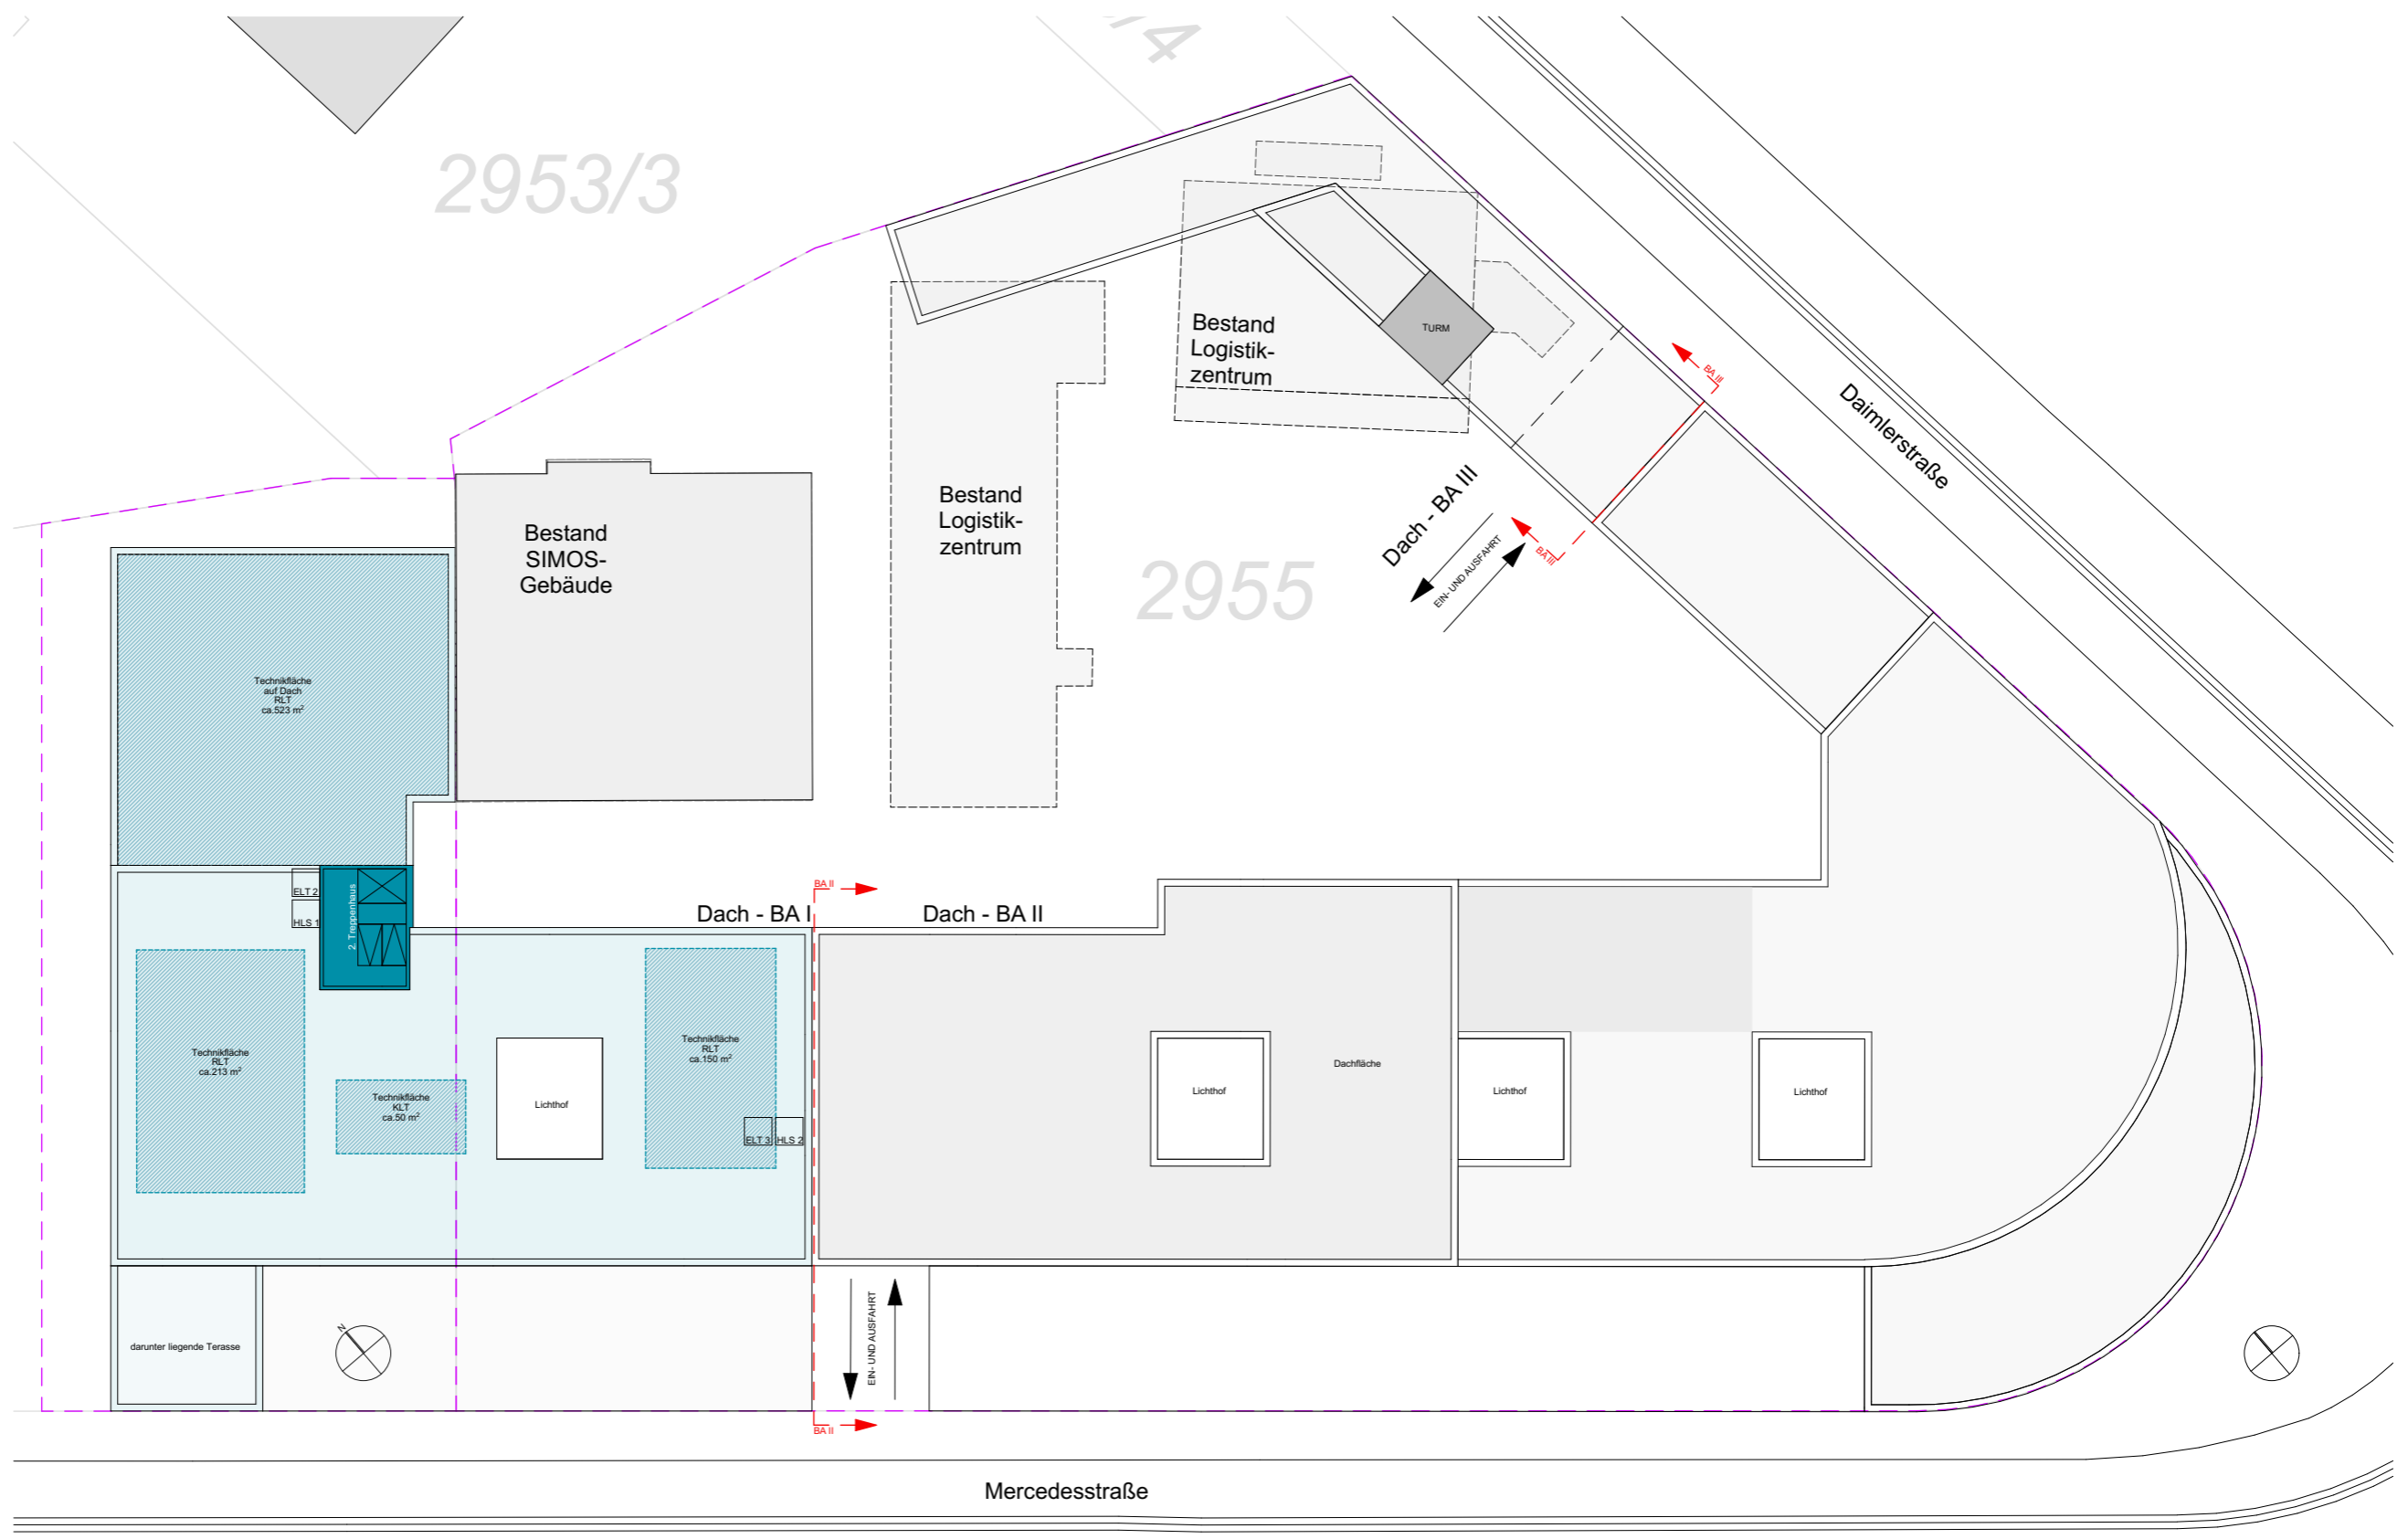 /4
2953/3
TURM
Bestand
Logistik-
zentrum
BA III
Daimlerstraße
Bestand
Logistik-
zentrum
Dach - BA III
Bestand
SIMOS-
Gebäude
EIN- UND AUSFAHRT
BA III
2955
Technikfläche
auf Dach
RLT
ca.523 m²
ELT 2
HLS 1
2. Treppenhaus
BA II
Dach - BA I
Dach - BA II
Technikfläche
RLT
ca.213 m²
Technikfläche
KLT
ca.50 m²
Lichthof
Technikfläche
RLT
ca.150 m²
ELT 3
HLS 2
Lichthof
Dachfläche
Lichthof
Lichthof
darunter liegende Terasse
N
EIN- UND AUSFAHRT
BA II
Mercedesstraße